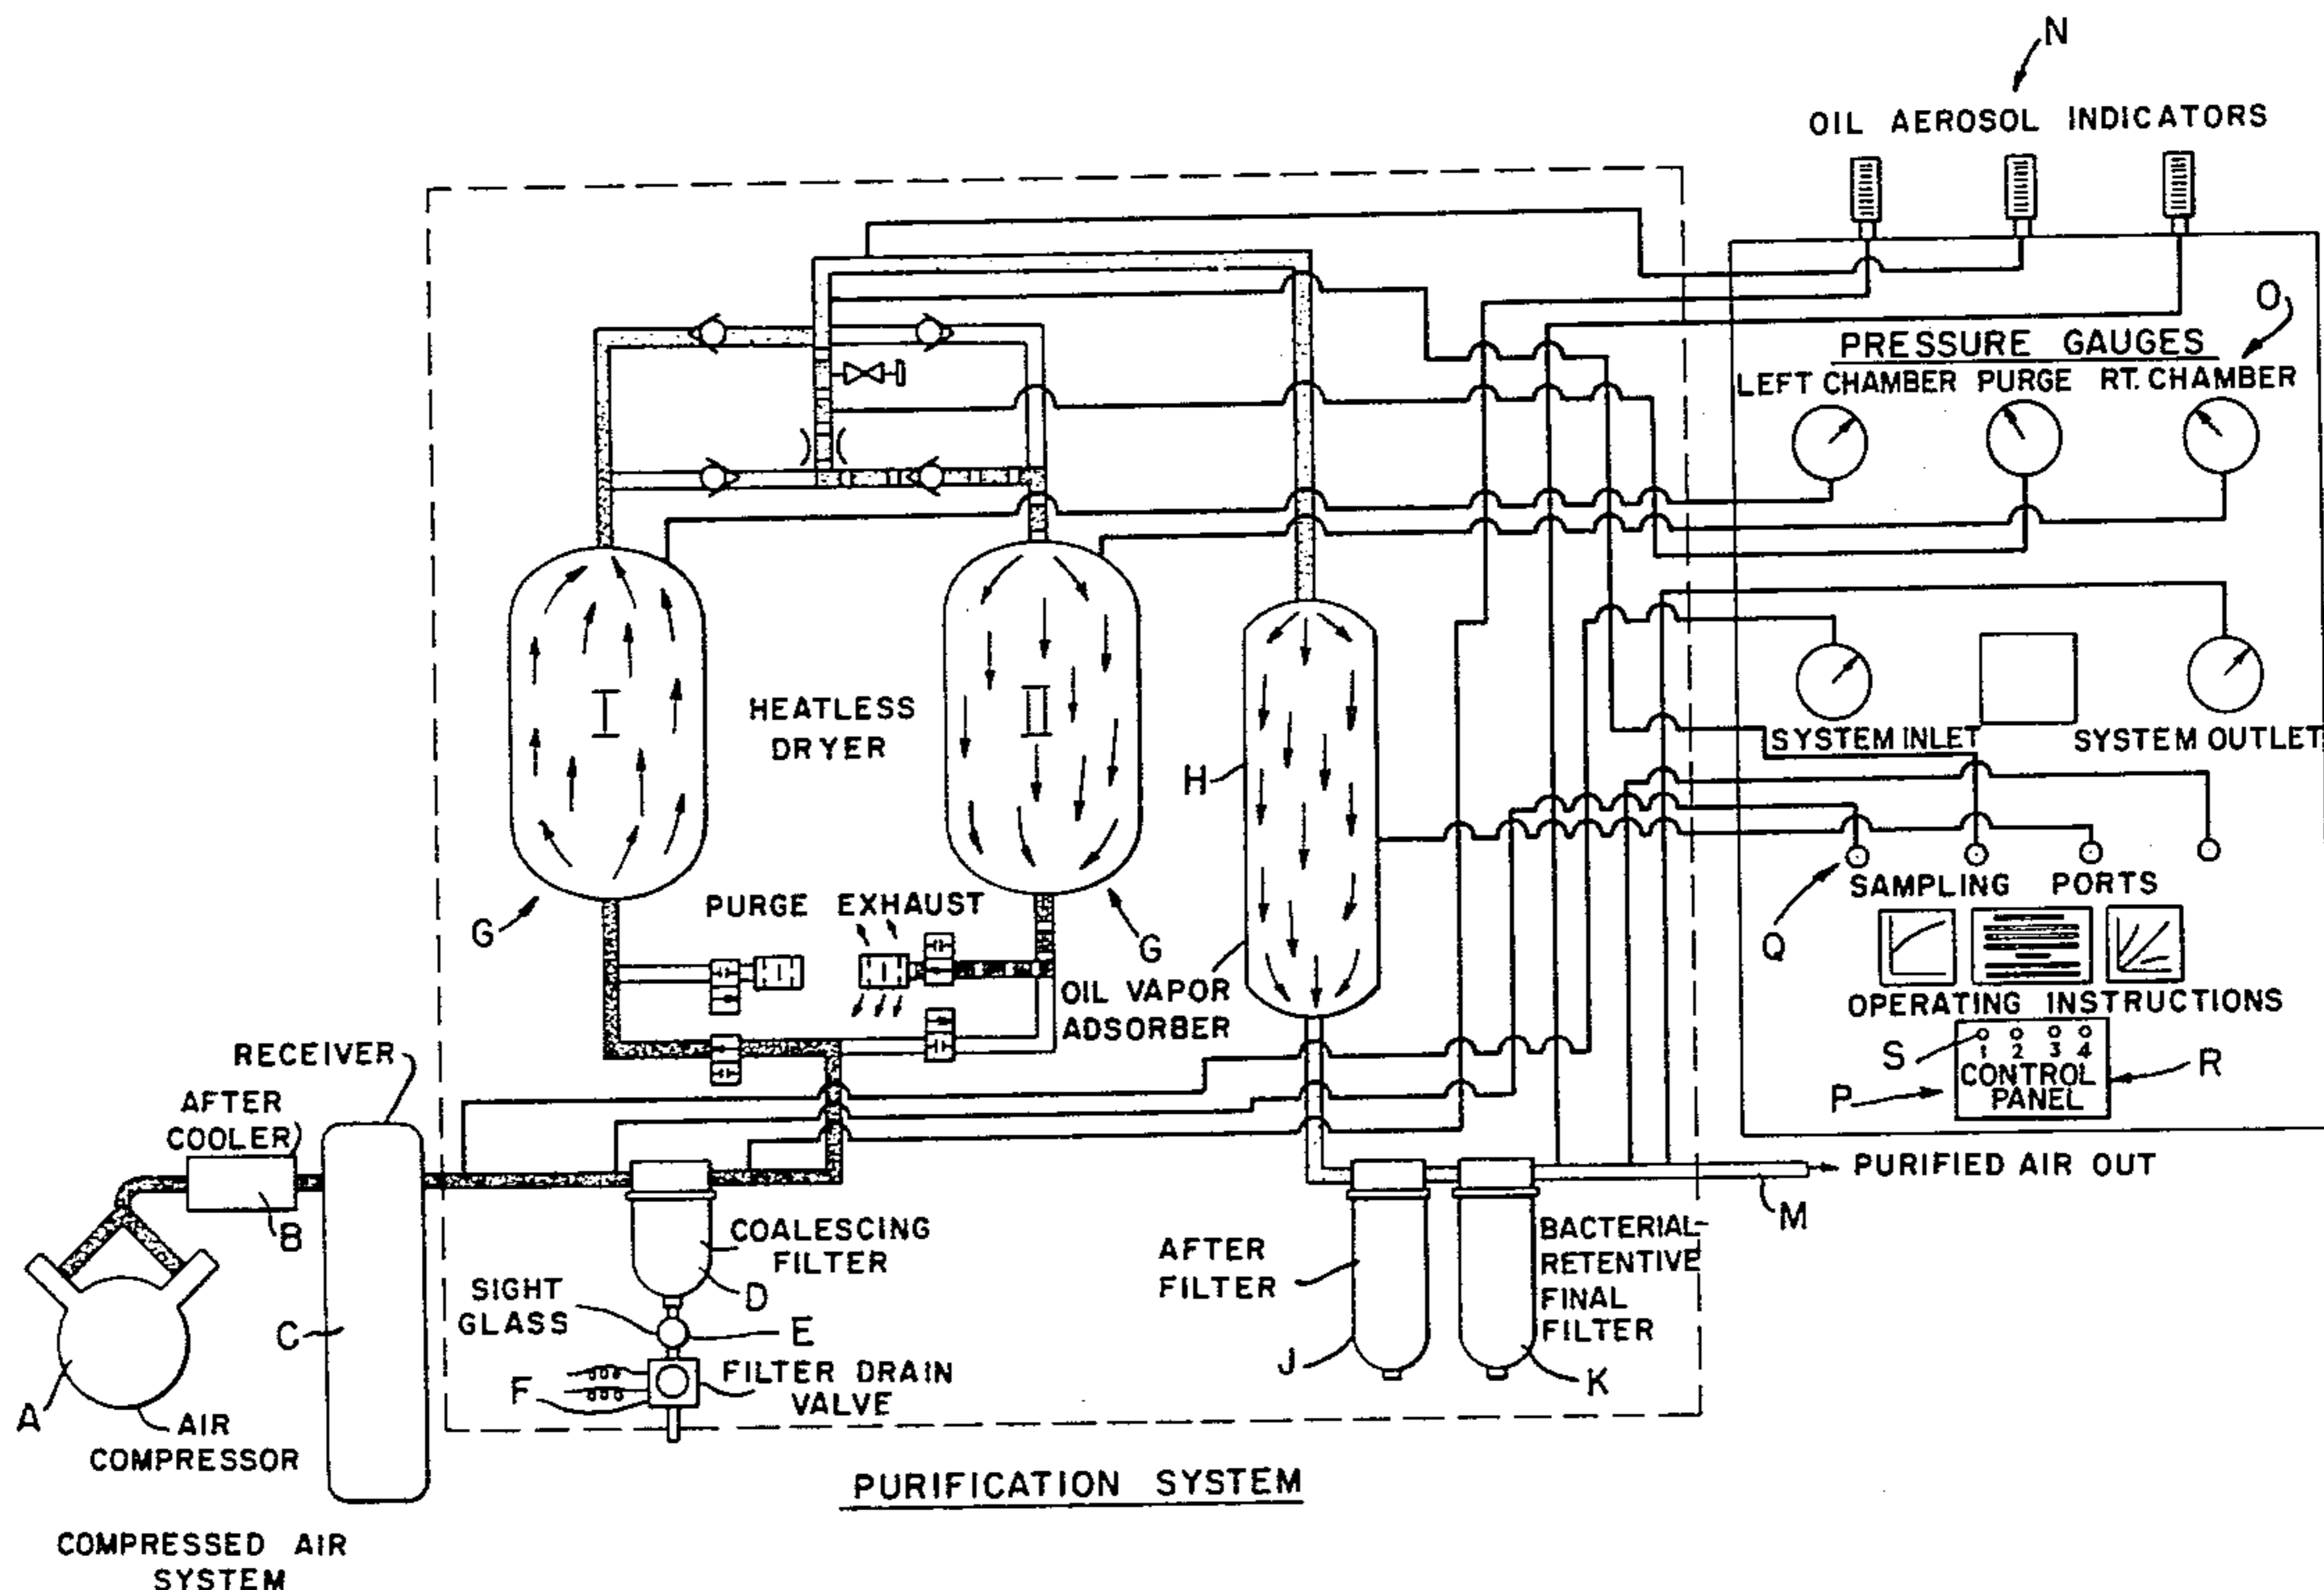 N
OIL AEROSOL INDICATORS
O
PRESSURE GAUGES
LEFT CHAMBER PURGE RT. CHAMBER
I
HEATLESS
DRYER
II
H
SYSTEM INLET
SYSTEM OUTLET
G
PURGE EXHAUST
G
OIL VAPOR
ADSORBER
Q
SAMPLING PORTS
OPERATING INSTRUCTIONS
S
1 2 3 4
CONTROL
PANEL
P
R
RECEIVER
AFTER
COOLER
B
C
A
AIR
COMPRESSOR
COALESCING
FILTER
D
SIGHT
GLASS
E
F
FILTER DRAIN
VALVE
PURIFIED AIR OUT
M
AFTER
FILTER
J
BACTERIAL-
RETENTIVE
FINAL
FILTER
K
PURIFICATION SYSTEM
COMPRESSED AIR
SYSTEM